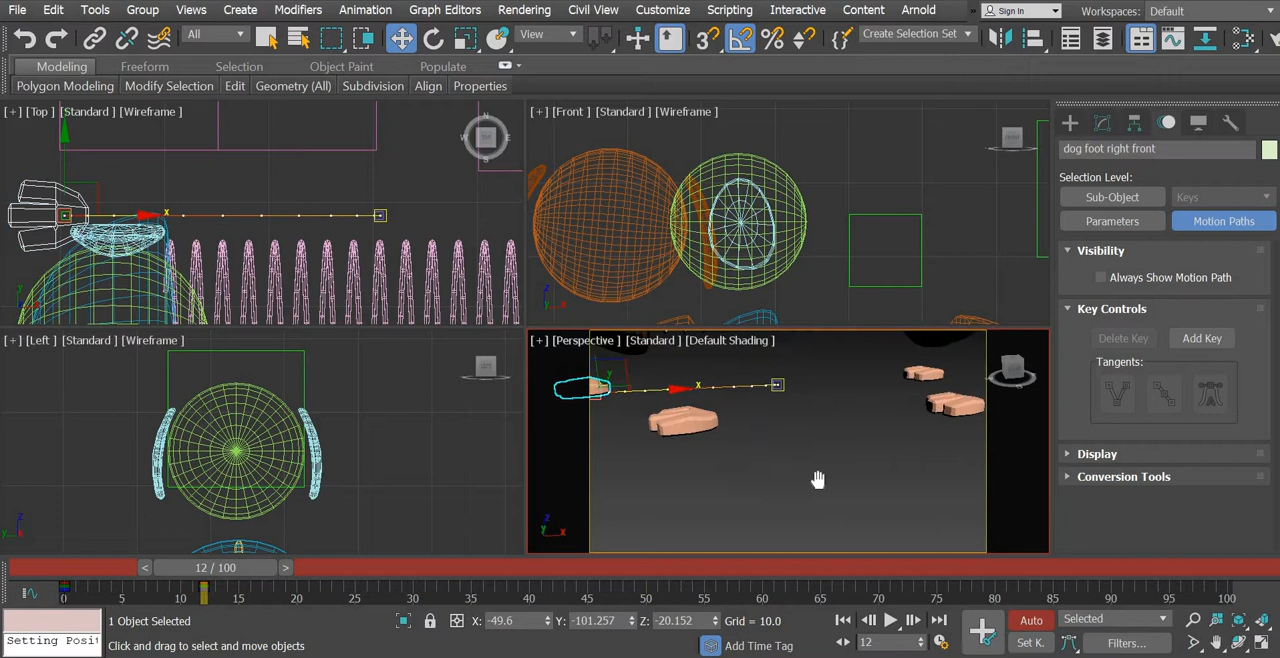 File Edit Tools Group Views Create Modifiers Animation Graph Editors Rendering Civil View Customize Scripting Interactive Content Arnold » Sign In Workspaces: Default
All View 3 Create Selection Set
Modeling Freeform Selection Object Paint Populate
Polygon Modeling Modify Selection Edit Geometry (All) Subdivision Align Properties
[+] [Top ] [Standard ] [Wireframe ] [+] [Front ] [Standard ] [Wireframe ]
N
W E
S
x
dog foot right front
Selection Level:
Sub-Object Keys
Parameters Motion Paths
Visibility
Always Show Motion Path
Key Controls
Delete Key Add Key
Tangents:
Display
Conversion Tools
z x
[+] [Left ] [Standard ] [Wireframe ] [+] [Perspective ] [Standard ] [Default Shading ]
y x
z
y
z
y x
< 12 / 100 >
0 5 10 15 20 25 30 35 40 45 50 55 60 65 70 75 80 85 90 95 100
1 Object Selected X: -49.6 Y: -101.257 Z: -20.152 Grid = 10.0 Auto Selected
Setting Posit Click and drag to select and move objects Add Time Tag 12 Set K. Filters...